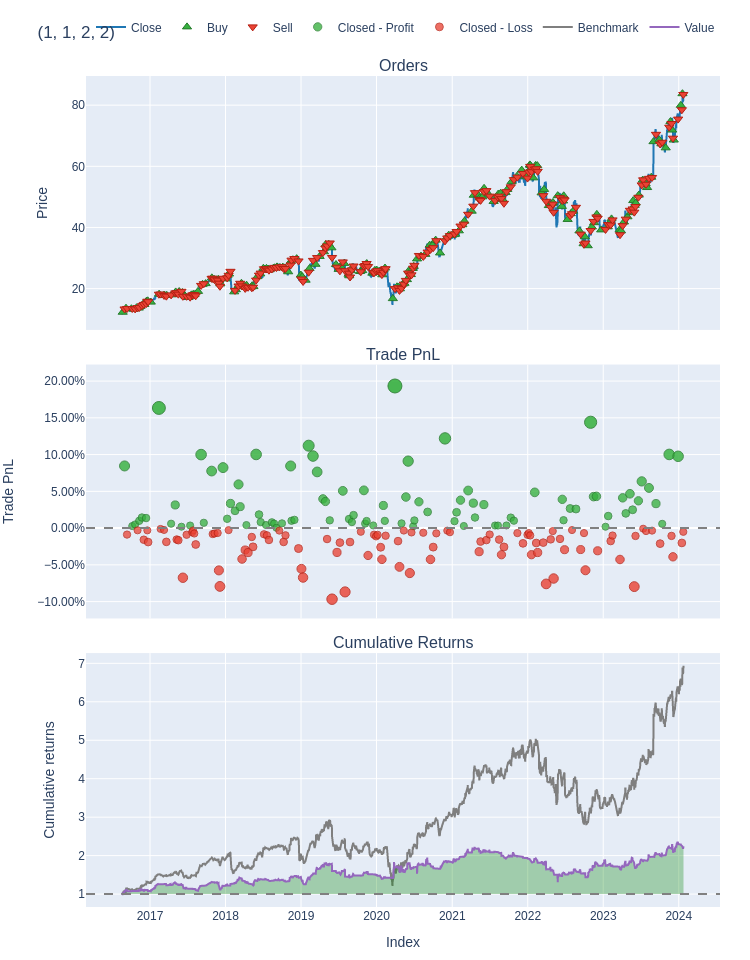 (1, 1, 2, 2)
Close Buy Sell Closed - Profit Closed - Loss Benchmark Value
Orders
80
60
40
20
Price
Trade PnL
20.00%
15.00%
10.00%
5.00%
0.00%
−5.00%
−10.00%
Trade PnL
Cumulative Returns
7
6
5
4
3
2
1
Cumulative returns
2017 2018 2019 2020 2021 2022 2023 2024
Index